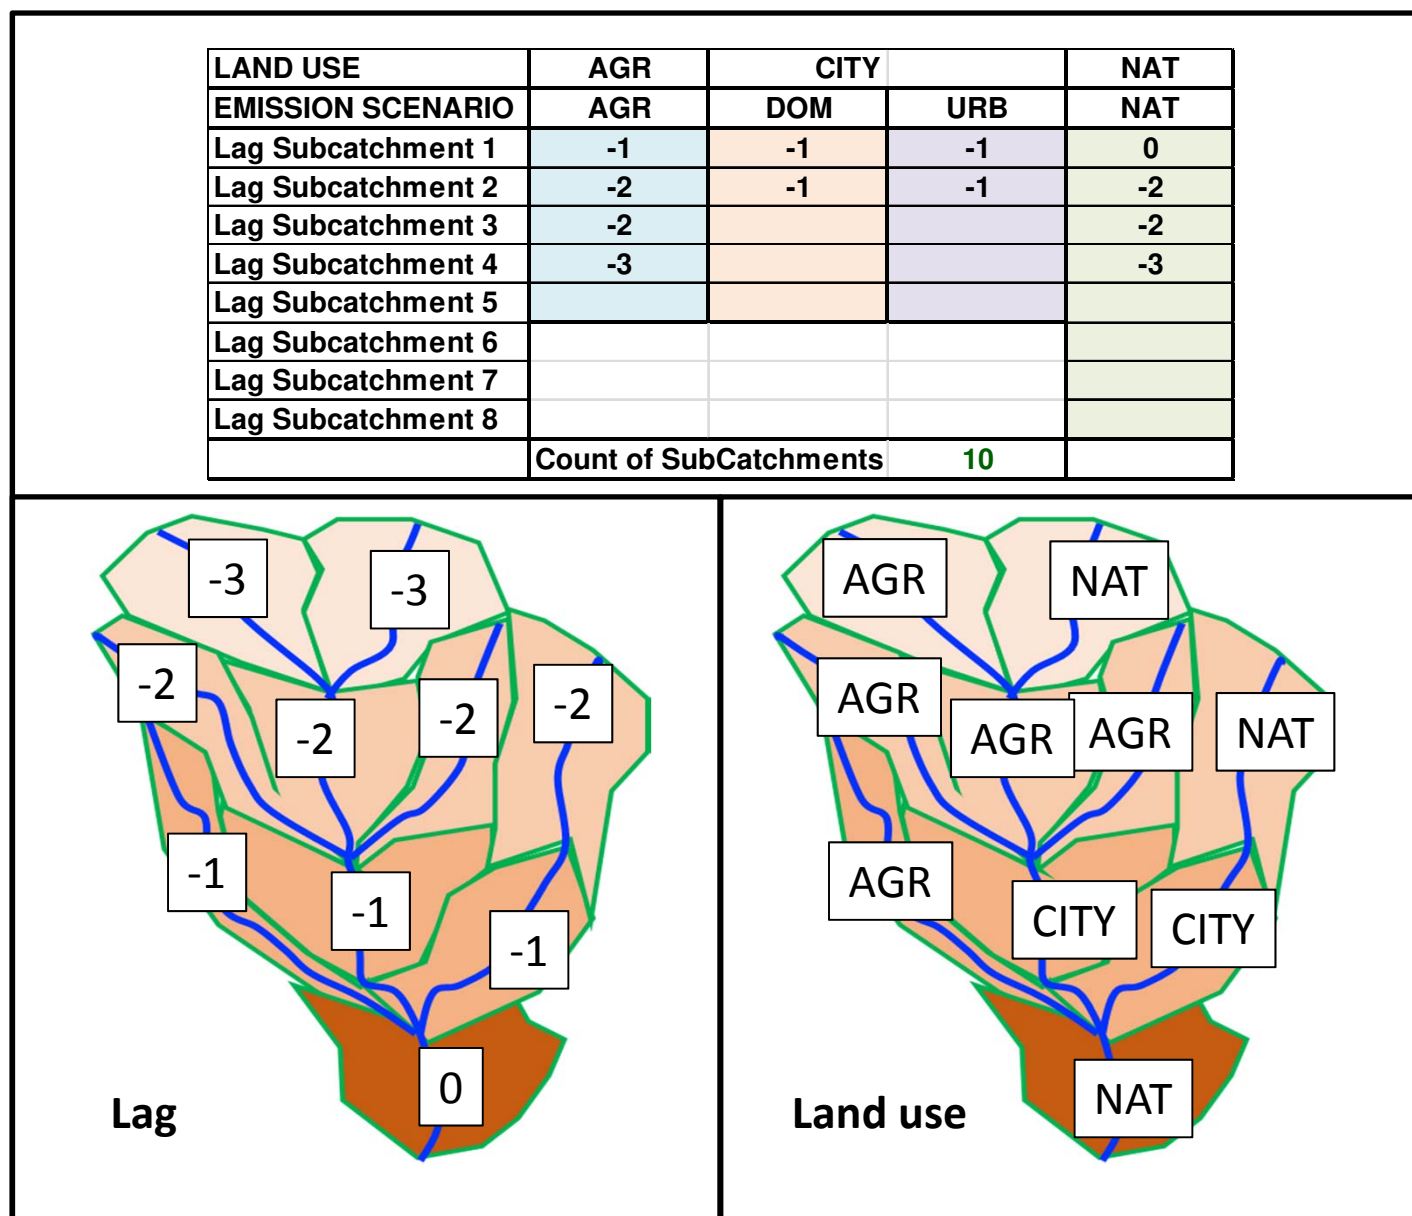 LAND USE AGR CITY NAT
EMISSION SCENARIO AGR DOM URB NAT
Lag Subcatchment 1 -1 -1 -1 0
Lag Subcatchment 2 -2 -1 -1 -2
Lag Subcatchment 3 -2 -2
Lag Subcatchment 4 -3 -3
Lag Subcatchment 5
Lag Subcatchment 6
Lag Subcatchment 7
Lag Subcatchment 8
Count of SubCatchments 10
-3 -3
-2 -2 -2 -2
-1 -1 -1
0
Lag
AGR NAT
AGR AGR AGR NAT
AGR CITY CITY
NAT
Land use